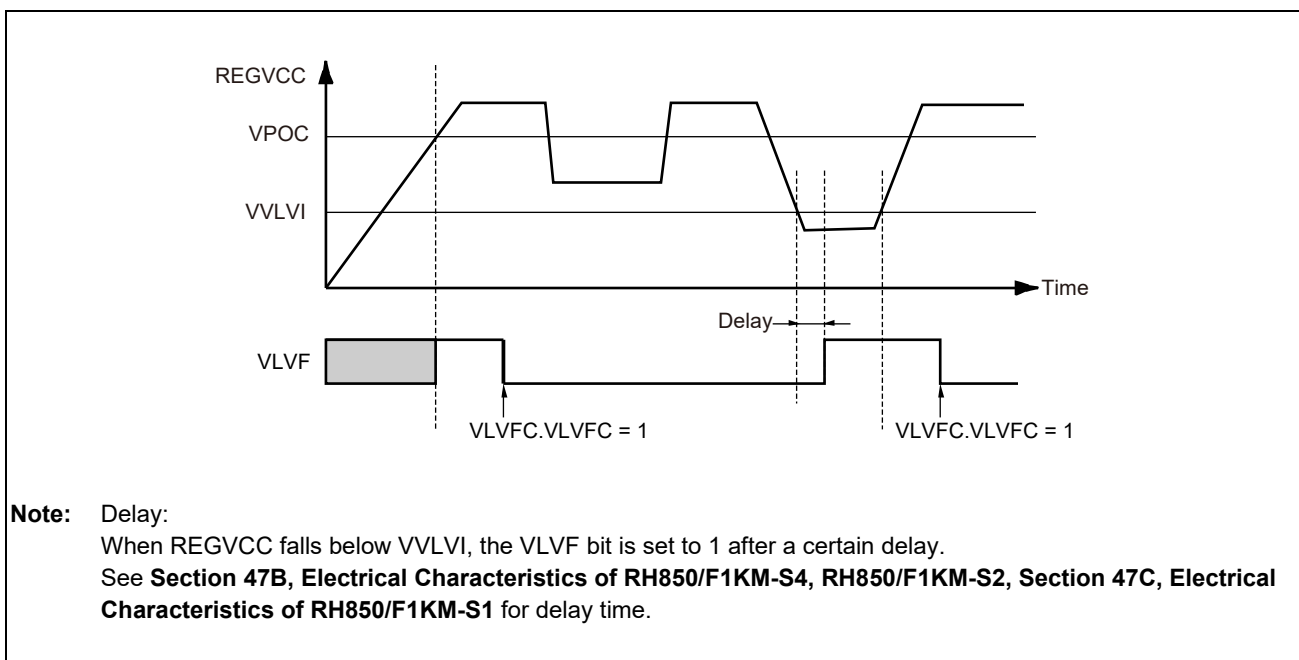 REGVCC
VPOC
VVLVI
Time
Delay
VLVF
VLVFC.VLVFC = 1
VLVFC.VLVFC = 1
Note: Delay:
When REGVCC falls below VVLVI, the VLVF bit is set to 1 after a certain delay.
See Section 47B, Electrical Characteristics of RH850/F1KM-S4, RH850/F1KM-S2, Section 47C, Electrical
Characteristics of RH850/F1KM-S1 for delay time.